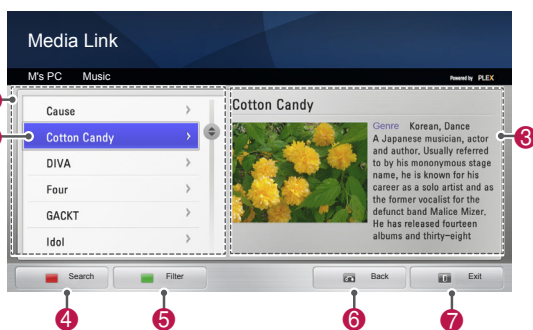 Media Link
M's PC Music
Powered by PLEX
Cause
Cotton Candy
DIVA
Four
GACKT
Idol
Cotton Candy
Genre Korean, Dance
A Japanese musician, actor
and author. Usually referred
to by his mononymous stage
name, he is known for his
career as a solo artist and as
the former vocalist for the
defunct band Malice Mizer.
He has released fourteen
albums and thirty-eight
3
Search
Filter
Back
Exit
4
5
6
7